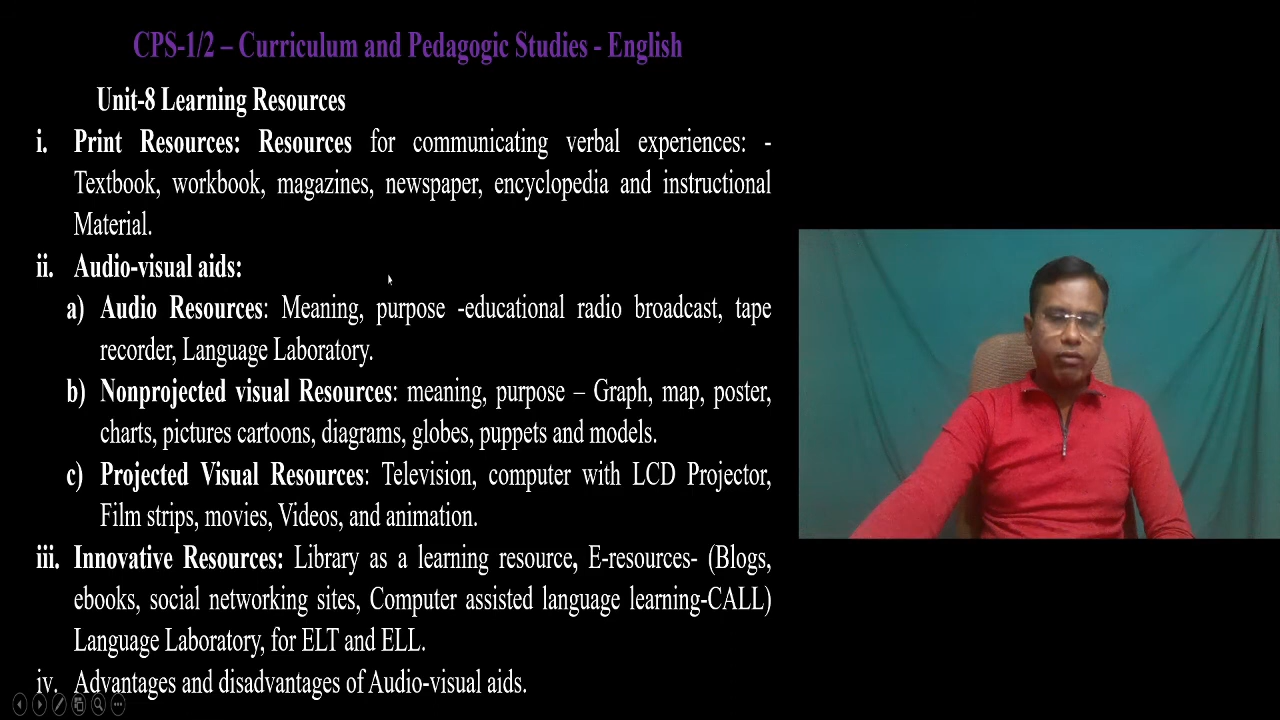 CPS-1/2 – Curriculum and Pedagogic Studies - English
Unit-8 Learning Resources
i. Print Resources: Resources for communicating verbal experiences: -
Textbook, workbook, magazines, newspaper, encyclopedia and instructional
Material.
ii. Audio-visual aids:
a) Audio Resources: Meaning, purpose -educational radio broadcast, tape
recorder, Language Laboratory.
b) Nonprojected visual Resources: meaning, purpose – Graph, map, poster,
charts, pictures cartoons, diagrams, globes, puppets and models.
c) Projected Visual Resources: Television, computer with LCD Projector,
Film strips, movies, Videos, and animation.
iii. Innovative Resources: Library as a learning resource, E-resources- (Blogs,
ebooks, social networking sites, Computer assisted language learning-CALL)
Language Laboratory, for ELT and ELL.
iv. Advantages and disadvantages of Audio-visual aids.